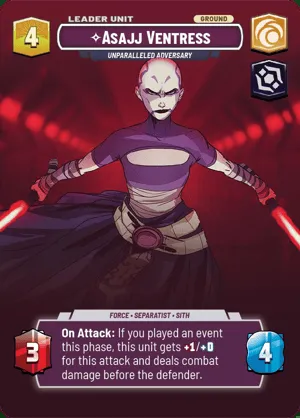 LEADER UNIT
GROUND
4
✧ASAJJ VENTRESS
UNPARALLELED ADVERSARY
FORCE • SEPARATIST • SITH
On Attack: If you played an event
this phase, this unit gets +1/+0
for this attack and deals combat
damage before the defender.
3
4